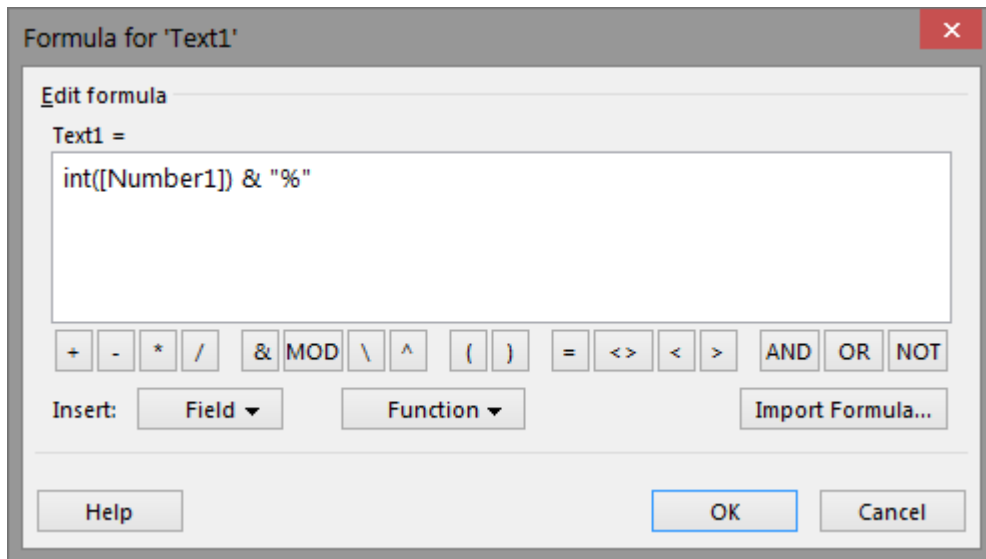 Formula for 'Text1'
Edit formula
Text1 =
int([Number1]) & "%"
+ - * / & MOD \ ^ ( ) = <> < > AND OR NOT
Insert: Field Function Import Formula...
Help OK Cancel